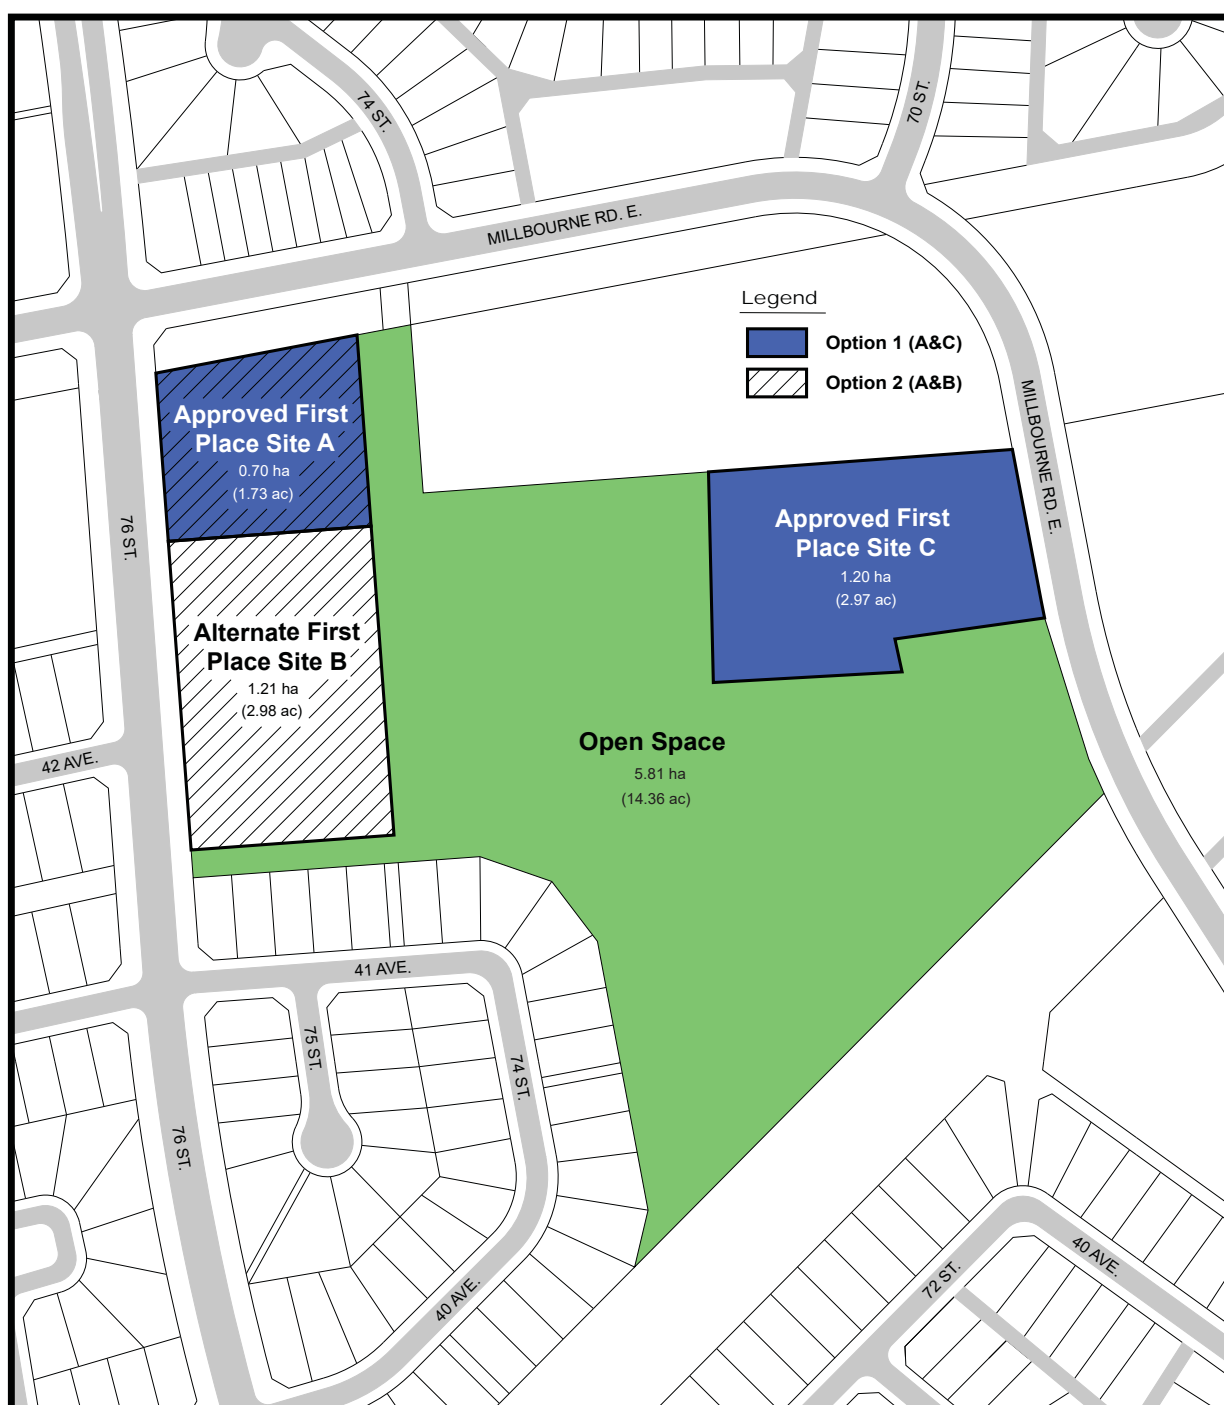 74 ST.
70 ST.
MILLBOURNE RD. E.
Legend
Option 1 (A&C)
Option 2 (A&B)
MILLBOURNE RD. E.
Approved First
Place Site A
0.70 ha
(1.73 ac)
76 ST.
Approved First
Place Site C
1.20 ha
(2.97 ac)
Alternate First
Place Site B
1.21 ha
(2.98 ac)
Open Space
5.81 ha
(14.36 ac)
42 AVE.
41 AVE.
75 ST.
74 ST.
76 ST.
40 AVE.
72 ST.
40 AVE.